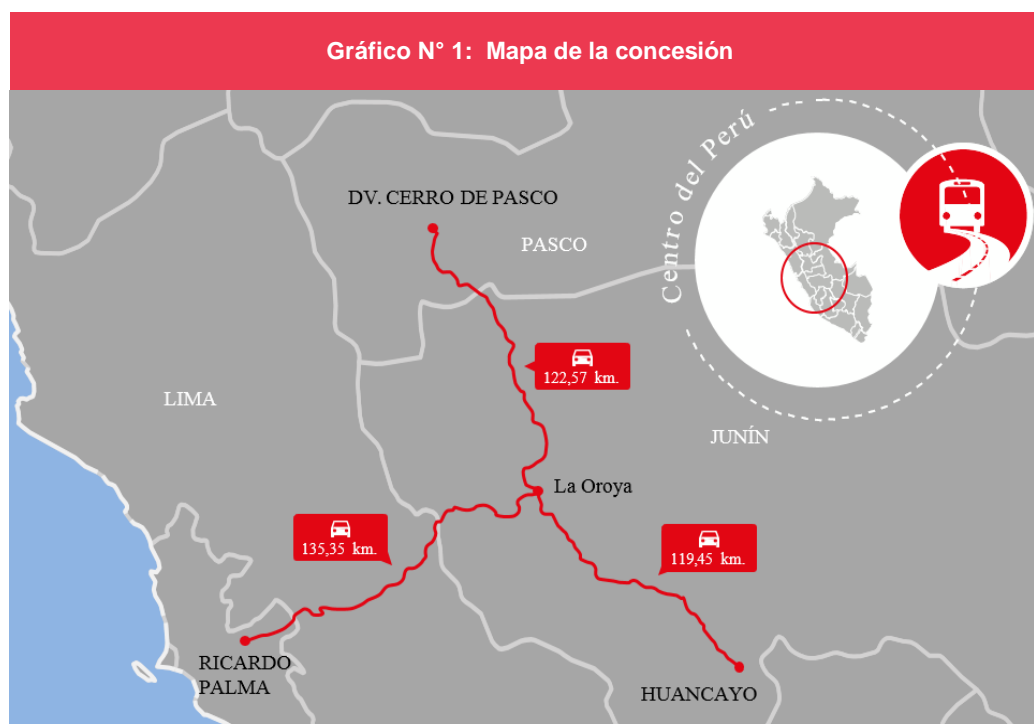 Gráfico N° 1: Mapa de la concesión
Centro del Perú
DV. CERRO DE PASCO
PASCO
122,57 km.
LIMA
JUNÍN
La Oroya
135,35 km.
119,45 km.
RICARDO
PALMA
HUANCAYO